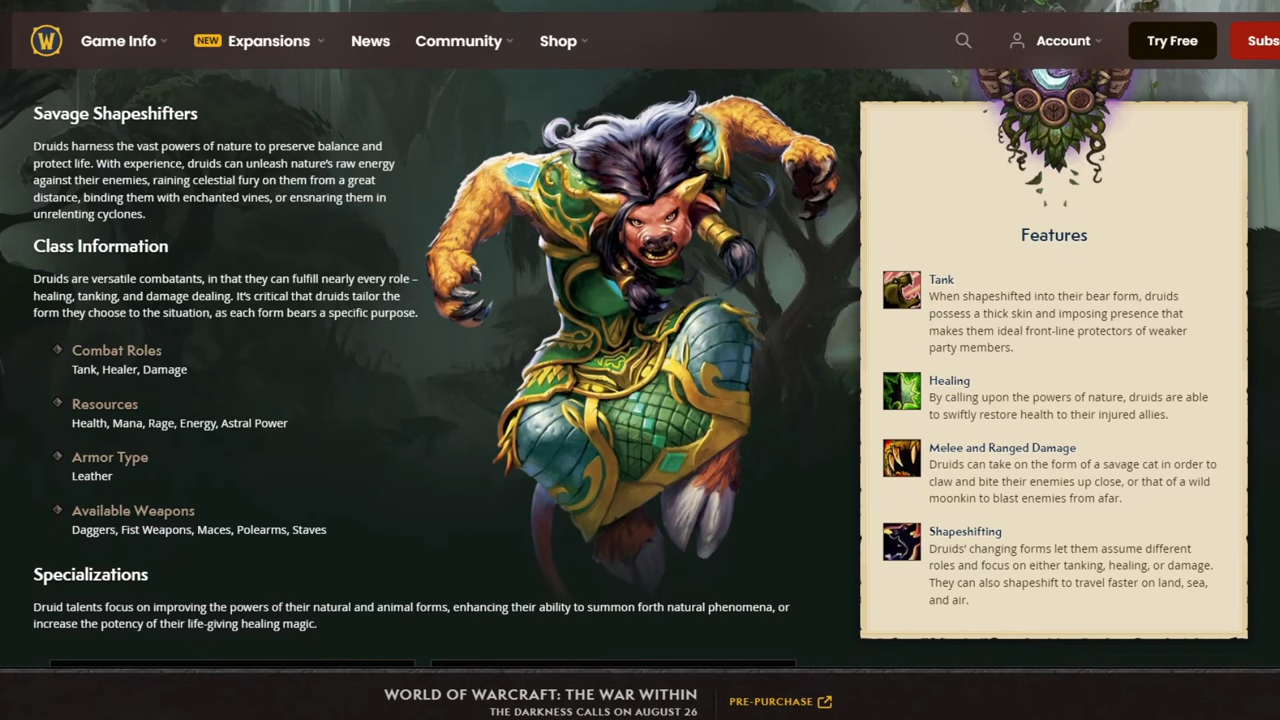 W
Game Info
NEW
Expansions
News
Community
Shop
Account
Try Free
Subs
Savage Shapeshifters
Druids harness the vast powers of nature to preserve balance and
protect life. With experience, druids can unleash nature's raw energy
against their enemies, raining celestial fury on them from a great
distance, binding them with enchanted vines, or ensnaring them in
unrelenting cyclones.
Class Information
Druids are versatile combatants, in that they can fulfill nearly every role –
healing, tanking, and damage dealing. It's critical that druids tailor the
form they choose to the situation, as each form bears a specific purpose.
Combat Roles
Tank, Healer, Damage
Resources
Health, Mana, Rage, Energy, Astral Power
Armor Type
Leather
Available Weapons
Daggers, Fist Weapons, Maces, Polearms, Staves
Specializations
Druid talents focus on improving the powers of their natural and animal forms, enhancing their ability to summon forth natural phenomena, or
increase the potency of their life-giving healing magic.
Features
Tank
When shapeshifted into their bear form, druids
possess a thick skin and imposing presence that
makes them ideal front-line protectors of weaker
party members.
Healing
By calling upon the powers of nature, druids are able
to swiftly restore health to their injured allies.
Melee and Ranged Damage
Druids can take on the form of a savage cat in order to
claw and bite their enemies up close, or that of a wild
moonkin to blast enemies from afar.
Shapeshifting
Druids' changing forms let them assume different
roles and focus on either tanking, healing, or damage.
They can also shapeshift to travel faster on land, sea,
and air.
WORLD OF WARCRAFT: THE WAR WITHIN
THE DARKNESS CALLS ON AUGUST 26
PRE-PURCHASE